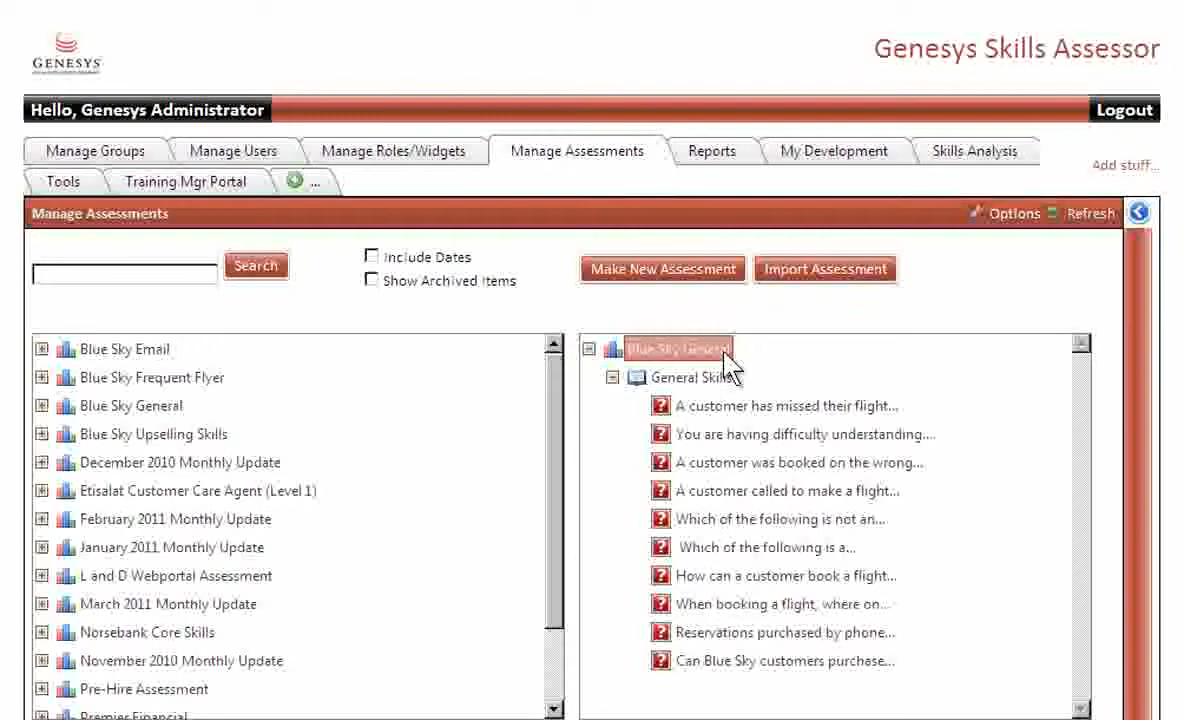 GENESYS
Genesys Skills Assessor
Hello, Genesys Administrator
Logout
Manage Groups
Manage Users
Manage Roles/Widgets
Manage Assessments
Reports
My Development
Skills Analysis
Add stuff...
Tools
Training Mgr Portal
...
Manage Assessments
Options
Refresh
Search
Include Dates
Show Archived Items
Make New Assessment
Import Assessment
Blue Sky Email
Blue Sky Frequent Flyer
Blue Sky General
Blue Sky Upselling Skills
December 2010 Monthly Update
Etisalat Customer Care Agent (Level 1)
February 2011 Monthly Update
January 2011 Monthly Update
L and D Webportal Assessment
March 2011 Monthly Update
Norsebank Core Skills
November 2010 Monthly Update
Pre-Hire Assessment
Premier Financial
Blue Sky General
General Skills
A customer has missed their flight...
You are having difficulty understanding....
A customer was booked on the wrong...
A customer called to make a flight...
Which of the following is not an...
Which of the following is a...
How can a customer book a flight...
When booking a flight, where on...
Reservations purchased by phone...
Can Blue Sky customers purchase...